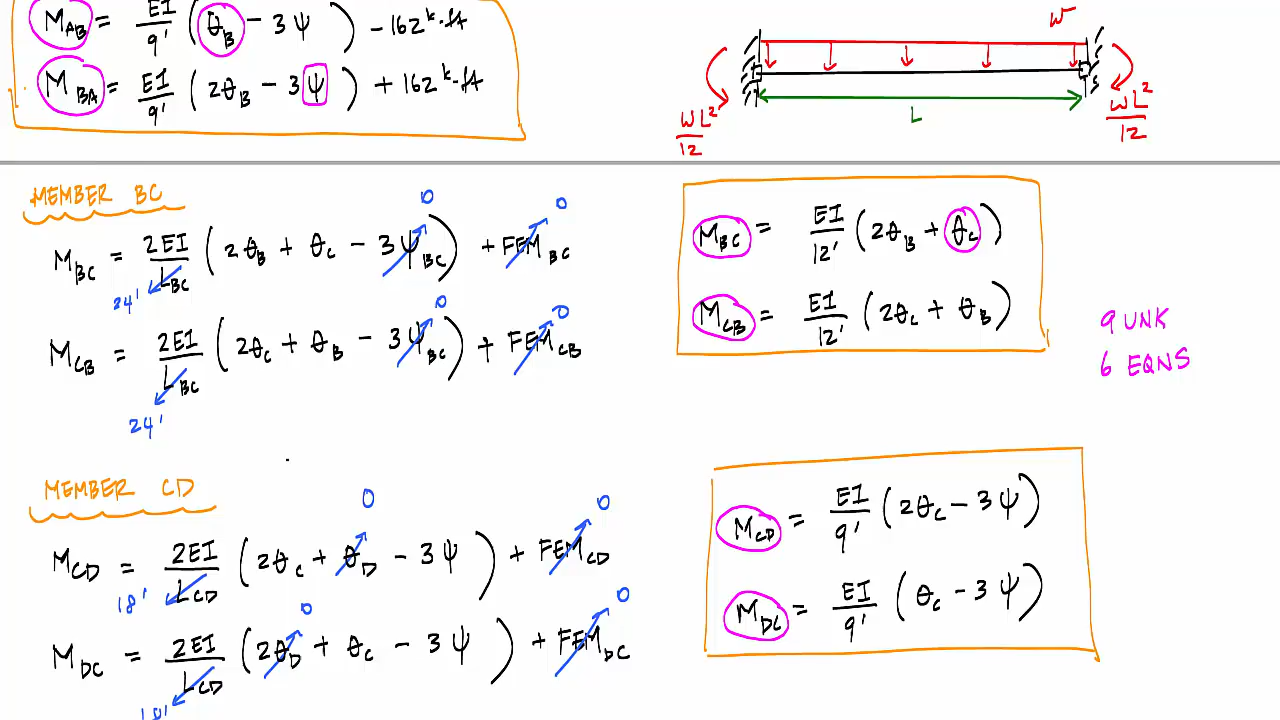 M_AB = EI/9' (θ_B − 3ψ) − 162 k·ft
M_BA = EI/9' (2θ_B − 3ψ) + 162 k·ft
w
WL²/12
WL²/12
L
MEMBER BC
M_BC = 2EI/L_BC (2θ_B + θ_C − 3ψ_BC) + FEM_BC
0
0
24'
M_CB = 2EI/L_BC (2θ_C + θ_B − 3ψ_BC) + FEM_CB
0
0
24'
M_BC = EI/12' (2θ_B + θ_C)
M_CB = EI/12' (2θ_C + θ_B)
9 UNK
6 EQNS
MEMBER CD
M_CD = 2EI/L_CD (2θ_C + θ_D − 3ψ) + FEM_CD
0
0
18'
M_DC = 2EI/L_CD (2θ_D + θ_C − 3ψ) + FEM_DC
0
0
18'
M_CD = EI/9' (2θ_C − 3ψ)
M_DC = EI/9' (θ_C − 3ψ)